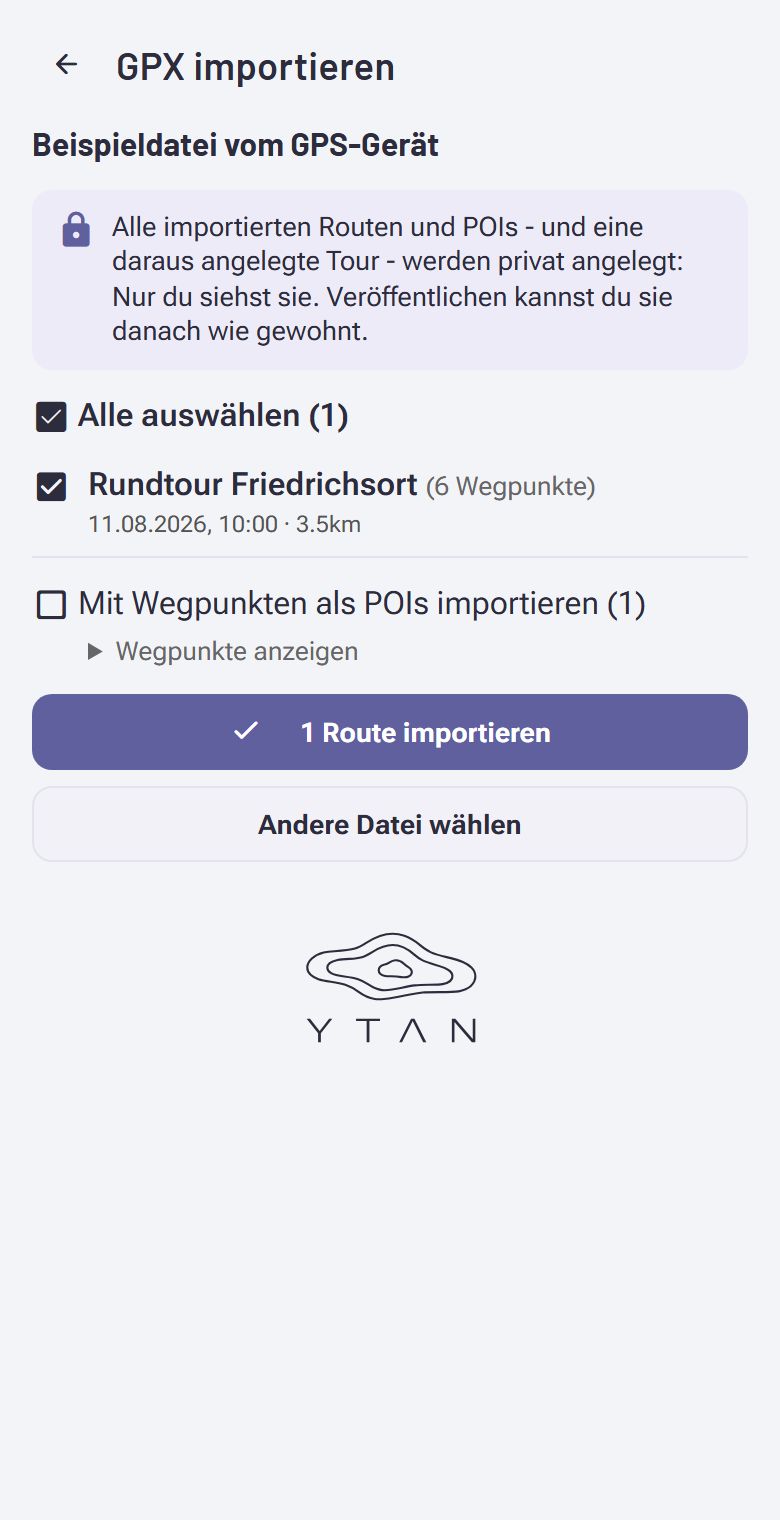 GPX importieren
Beispieldatei vom GPS-Gerät
Alle importierten Routen und POIs - und eine
daraus angelegte Tour - werden privat angelegt:
Nur du siehst sie. Veröffentlichen kannst du sie
danach wie gewohnt.
Alle auswählen (1)
Rundtour Friedrichsort (6 Wegpunkte)
11.08.2026, 10:00 · 3.5km
Mit Wegpunkten als POIs importieren (1)
Wegpunkte anzeigen
1 Route importieren
Andere Datei wählen
YTAN